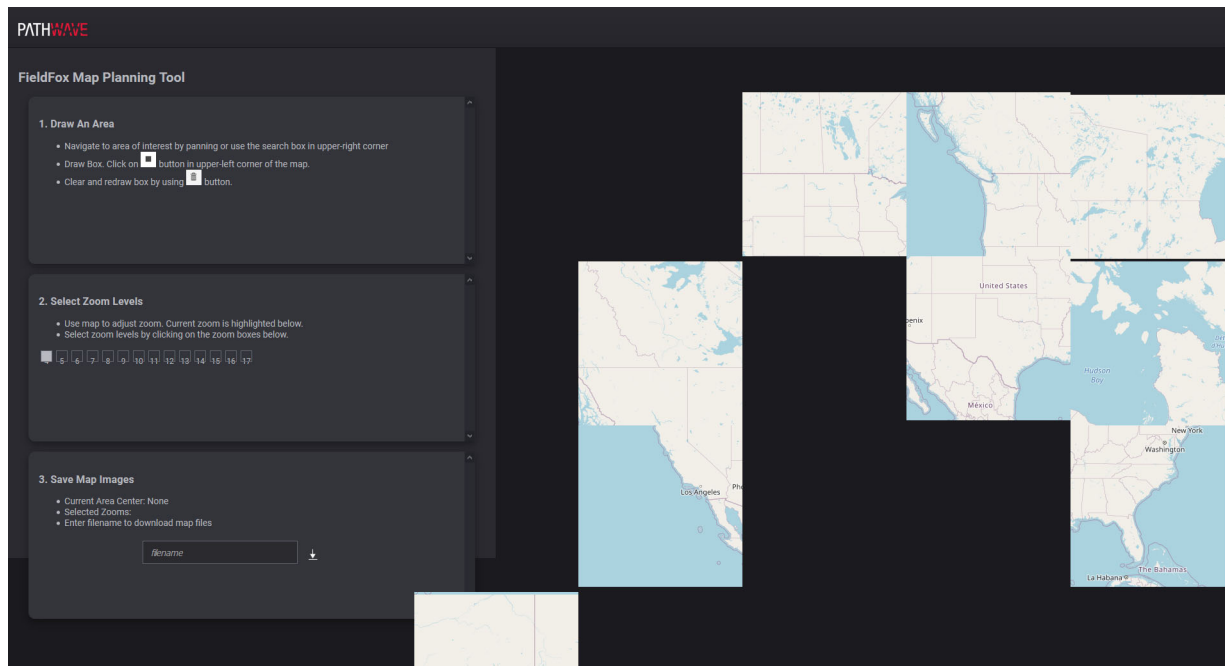 PATHWAVE
FieldFox Map Planning Tool
1. Draw An Area
Navigate to area of interest by panning or use the search box in upper-right corner
Draw Box. Click on button in upper-left corner of the map.
Clear and redraw box by using button.
2. Select Zoom Levels
Use map to adjust zoom. Current zoom is highlighted below.
Select zoom levels by clicking on the zoom boxes below.
4 5 6 7 8 9 10 11 12 13 14 15 16 17
3. Save Map Images
Current Area Center: None
Selected Zooms:
Enter filename to download map files
filename
United States
oenix
México
Hudson
Bay
New York
Washington
Los Angeles
Ph
The Bahamas
La Habana